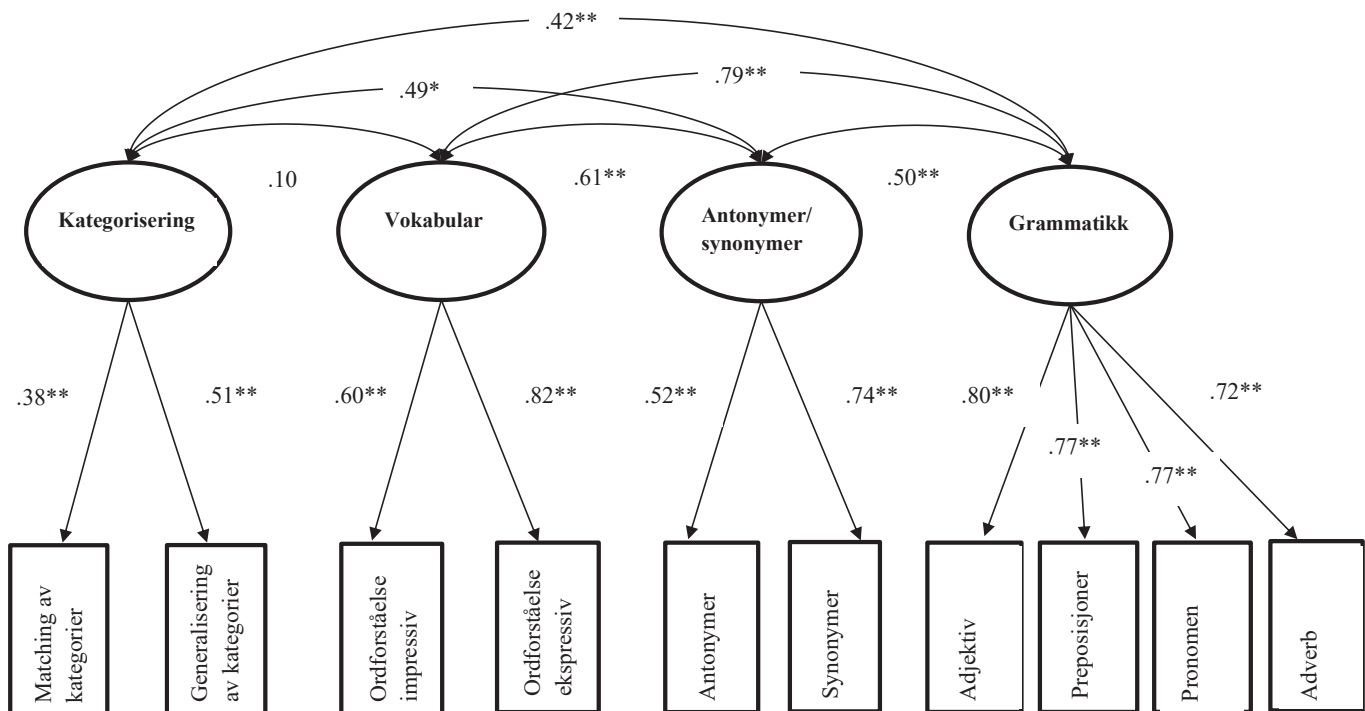 .42**
.79**
.49*
.10
.61**
.50**
Kategorisering
Vokabular
Antonymer/
synonymer
Grammatikk
.38**
.51**
.60**
.82**
.52**
.74**
.80**
.77**
.77**
.72**
Matching av
kategorier
Generalisering
av kategorier
Ordforståelse
impressiv
Ordforståelse
ekspressiv
Antonymer
Synonymer
Adjektiv
Preposisjoner
Pronomen
Adverb